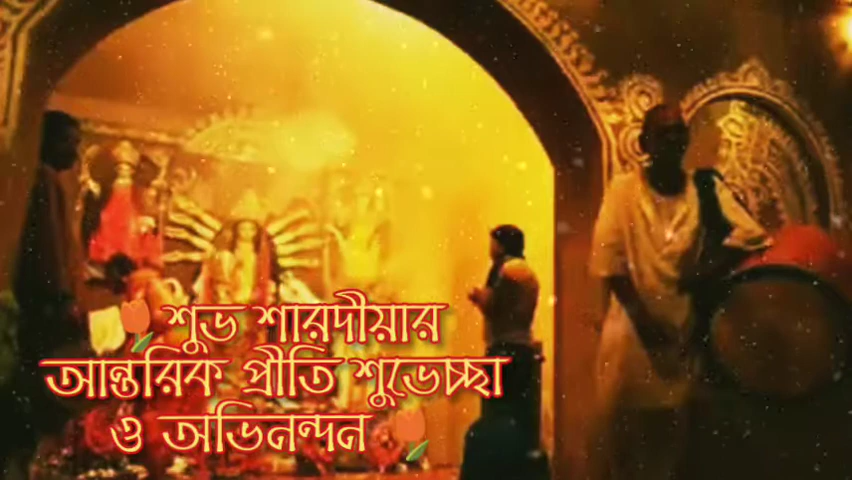 🌷শুভ শারদীয়ার
আন্তরিক প্রীতি শুভেচ্ছা
ও অভিনন্দন🌷